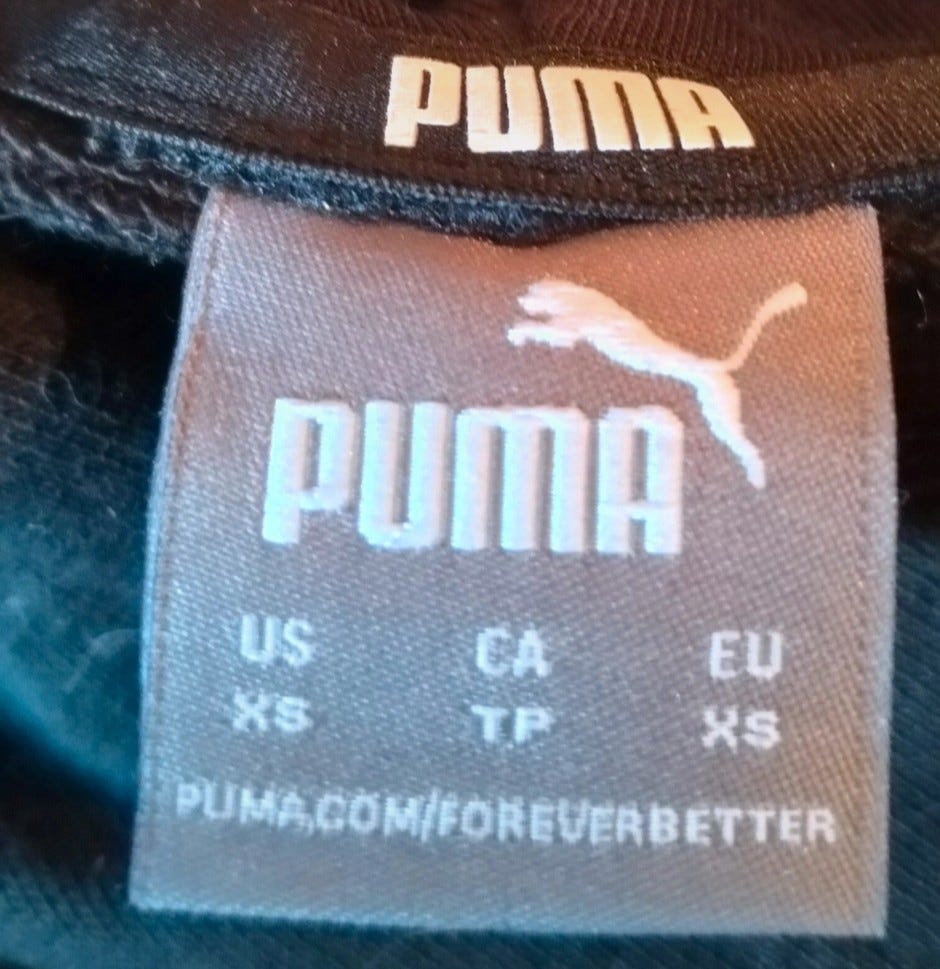 PUMA
PUMA
US CA EU
XS TP XS
PUMA.COM/FOREVERBETTER